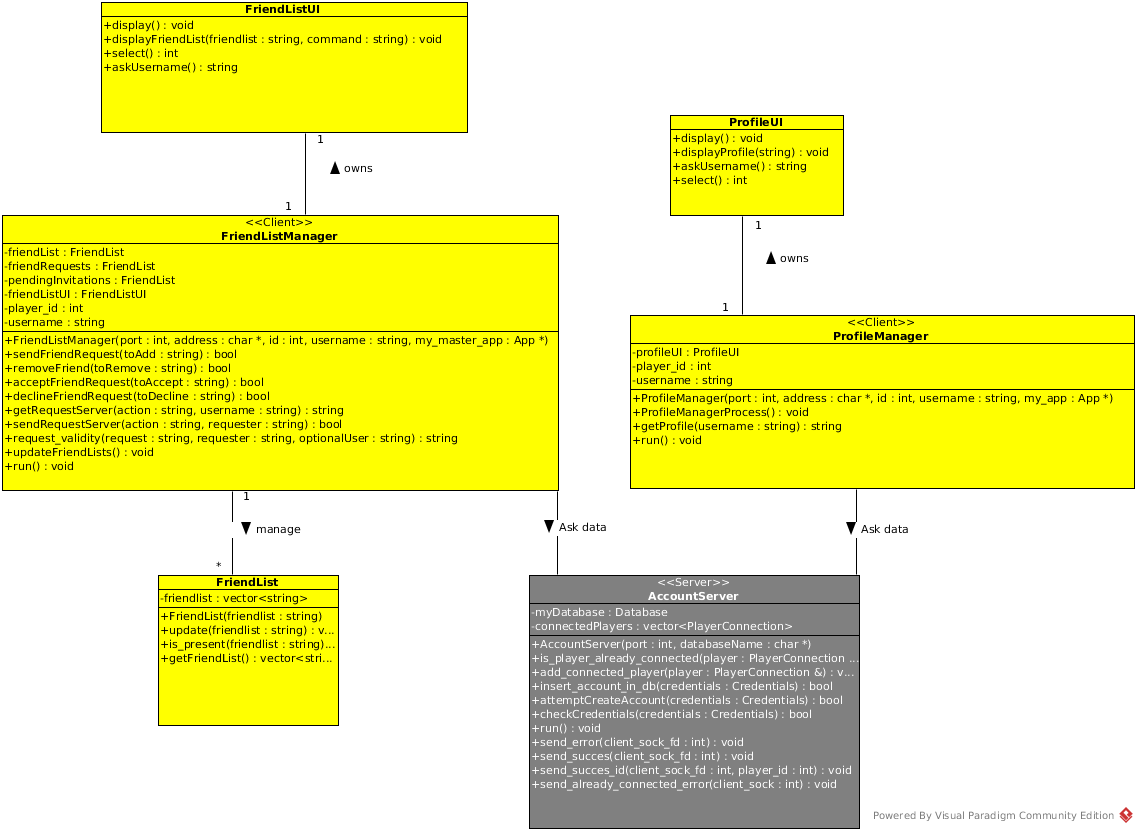 FriendListUI
+display() : void
+displayFriendList(friendlist : string, command : string) : void
+select() : int
+askUsername() : string
1
owns
1
<<Client>>
FriendListManager
-friendList : FriendList
-friendRequests : FriendList
-pendingInvitations : FriendList
-friendListUI : FriendListUI
-player_id : int
-username : string
+FriendListManager(port : int, address : char *, id : int, username : string, my_master_app : App *)
+sendFriendRequest(toAdd : string) : bool
+removeFriend(toRemove : string) : bool
+acceptFriendRequest(toAccept : string) : bool
+declineFriendRequest(toDecline : string) : bool
+getRequestServer(action : string, username : string) : string
+sendRequestServer(action : string, requester : string) : bool
+request_validity(request : string, requester : string, optionalUser : string) : string
+updateFriendLists() : void
+run() : void
1
manage
*
FriendList
-friendlist : vector<string>
+FriendList(friendlist : string)
+update(friendlist : string) : v...
+is_present(friendlist : string)...
+getFriendList() : vector<stri...
ProfileUI
+display() : void
+displayProfile(string) : void
+askUsername() : string
+select() : int
1
owns
1
<<Client>>
ProfileManager
-profileUI : ProfileUI
-player_id : int
-username : string
+ProfileManager(port : int, address : char *, id : int, username : string, my_app : App *)
+ProfileManagerProcess() : void
+getProfile(username : string) : string
+run() : void
Ask data
Ask data
<<Server>>
AccountServer
-myDatabase : Database
-connectedPlayers : vector<PlayerConnection>
+AccountServer(port : int, databaseName : char *)
+is_player_already_connected(player : PlayerConnection ...
+add_connected_player(player : PlayerConnection &) : v...
+insert_account_in_db(credentials : Credentials) : bool
+attemptCreateAccount(credentials : Credentials) : bool
+checkCredentials(credentials : Credentials) : bool
+run() : void
+send_error(client_sock_fd : int) : void
+send_succes(client_sock_fd : int) : void
+send_succes_id(client_sock_fd : int, player_id : int) : void
+send_already_connected_error(client_sock : int) : void
Powered By Visual Paradigm Community Edition